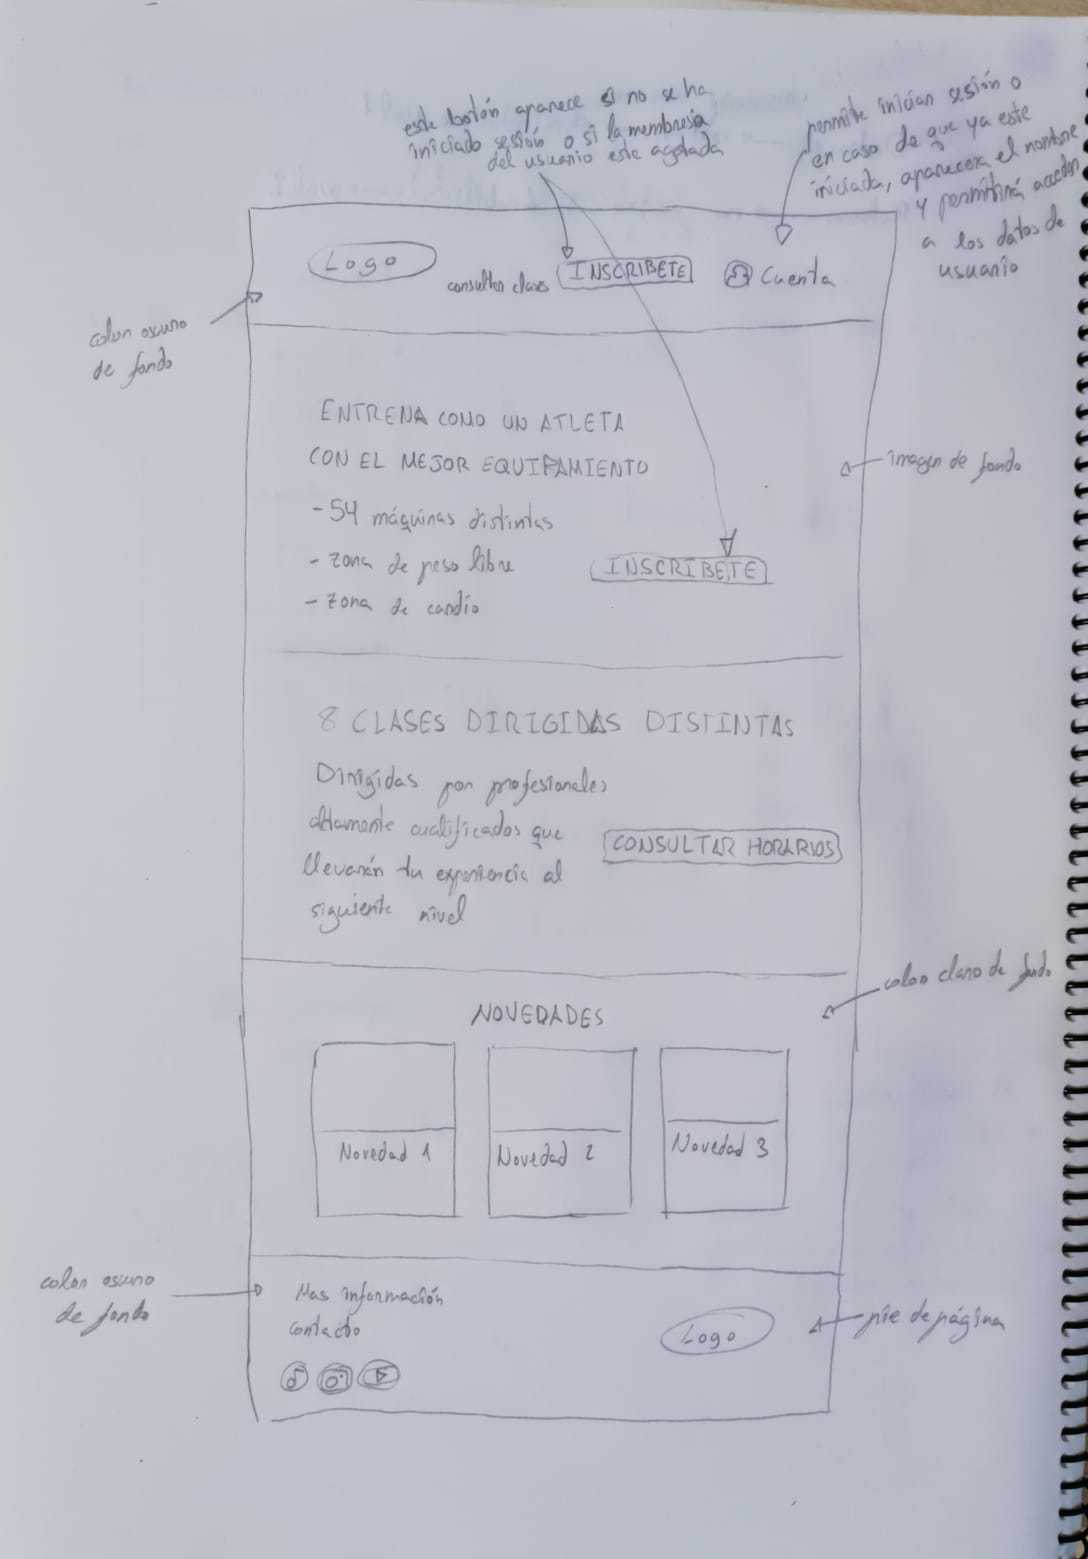 este botón aparece si no se ha
iniciado sesión o si la membresia
del usuario este agotada
permite iniciar sesión o
en caso de que ya este
iniciada, aparecera el nombre
y permitirá acceder
a los datos de
usuario
Logo
consultar clases
INSCRIBETE
Cuenta
color oscuro
de fondo
ENTRENA COMO UN ATLETA
CON EL MEJOR EQUIPAMIENTO
- 54 máquinas distintas
- zona de peso libre
- zona de cardio
INSCRIBETE
imagen de fondo
8 CLASES DIRIGIDAS DISTINTAS
Dirigidas por profesionales
altamente cualificados que
llevarán tu experiencia al
siguiente nivel
CONSULTAR HORARIOS
color claro de fondo
NOVEDADES
Novedad 1
Novedad 2
Novedad 3
color oscuro
de fondo
Mas información
contacto
Logo
pie de página